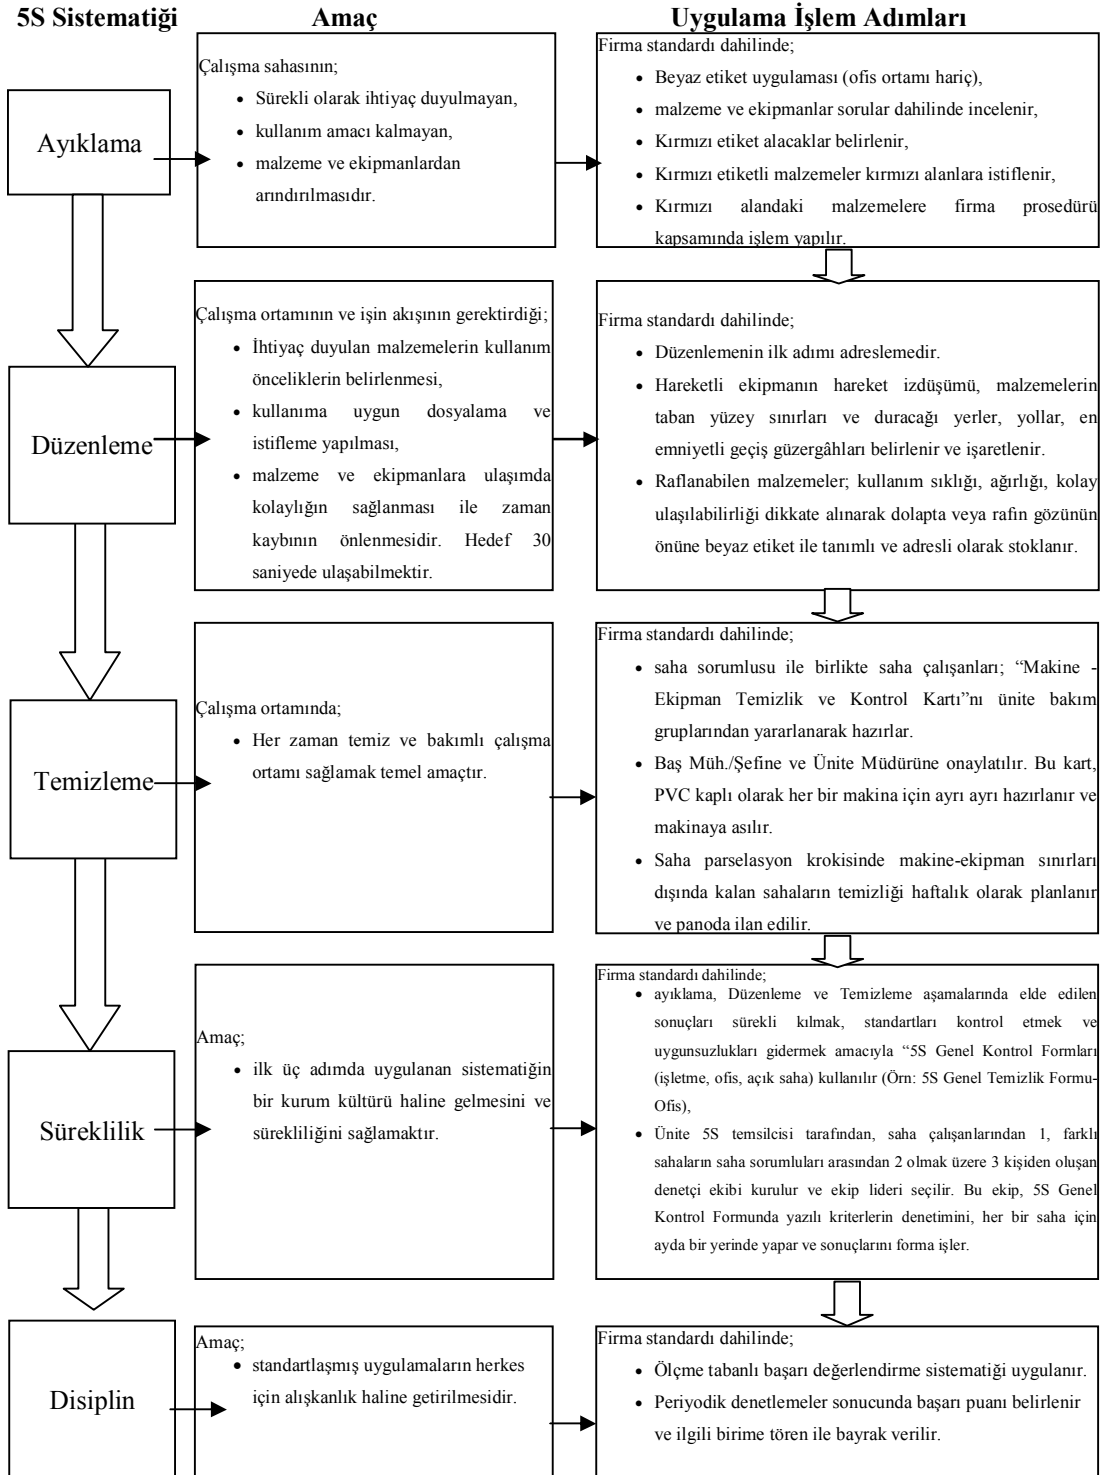 5S Sistematiği Amaç Uygulama İşlem Adımları
Ayıklama
Çalışma sahasının;
• Sürekli olarak ihtiyaç duyulmayan,
• kullanım amacı kalmayan,
• malzeme ve ekipmanlardan
arındırılmasıdır.
Firma standardı dahilinde;
• Beyaz etiket uygulaması (ofis ortamı hariç),
• malzeme ve ekipmanlar sorular dahilinde incelenir,
• Kırmızı etiket alacaklar belirlenir,
• Kırmızı etiketli malzemeler kırmızı alanlara istiflenir,
• Kırmızı alandaki malzemelere firma prosedürü
kapsamında işlem yapılır.
Düzenleme
Çalışma ortamının ve işin akışının gerektirdiği;
• İhtiyaç duyulan malzemelerin kullanım
önceliklerin belirlenmesi,
• kullanıma uygun dosyalama ve
istifleme yapılması,
• malzeme ve ekipmanlara ulaşımda
kolaylığın sağlanması ile zaman
kaybının önlenmesidir. Hedef 30
saniyede ulaşabilmektir.
Firma standardı dahilinde;
• Düzenlemenin ilk adımı adreslemedir.
• Hareketli ekipmanın hareket izdüşümü, malzemelerin
taban yüzey sınırları ve duracağı yerler, yollar, en
emniyetli geçiş güzergâhları belirlenir ve işaretlenir.
• Raflanabilen malzemeler; kullanım sıklığı, ağırlığı, kolay
ulaşılabilirliği dikkate alınarak dolapta veya rafın gözünün
önüne beyaz etiket ile tanımlı ve adresli olarak stoklanır.
Temizleme
Çalışma ortamında;
• Her zaman temiz ve bakımlı çalışma
ortamı sağlamak temel amaçtır.
Firma standardı dahilinde;
• saha sorumlusu ile birlikte saha çalışanları; “Makine -
Ekipman Temizlik ve Kontrol Kartı”nı ünite bakım
gruplarından yararlanarak hazırlar.
• Baş Müh./Şefine ve Ünite Müdürüne onaylatılır. Bu kart,
PVC kaplı olarak her bir makina için ayrı ayrı hazırlanır ve
makinaya asılır.
• Saha parselasyon krokisinde makine-ekipman sınırları
dışında kalan sahaların temizliği haftalık olarak planlanır
ve panoda ilan edilir.
Süreklilik
Amaç;
• ilk üç adımda uygulanan sistematiğin
bir kurum kültürü haline gelmesini ve
sürekliliğini sağlamaktır.
Firma standardı dahilinde;
• ayıklama, Düzenleme ve Temizleme aşamalarında elde edilen
sonuçları sürekli kılmak, standartları kontrol etmek ve
uygunsuzlukları gidermek amacıyla “5S Genel Kontrol Formları
(işletme, ofis, açık saha) kullanılır (Örn: 5S Genel Temizlik Formu-
Ofis),
• Ünite 5S temsilcisi tarafından, saha çalışanlarından 1, farklı
sahaların saha sorumluları arasından 2 olmak üzere 3 kişiden oluşan
denetçi ekibi kurulur ve ekip lideri seçilir. Bu ekip, 5S Genel
Kontrol Formunda yazılı kriterlerin denetimini, her bir saha için
ayda bir yerinde yapar ve sonuçlarını forma işler.
Disiplin
Amaç;
• standartlaşmış uygulamaların herkes
için alışkanlık haline getirilmesidir.
Firma standardı dahilinde;
• Ölçme tabanlı başarı değerlendirme sistematiği uygulanır.
• Periyodik denetlemeler sonucunda başarı puanı belirlenir
ve ilgili birime tören ile bayrak verilir.